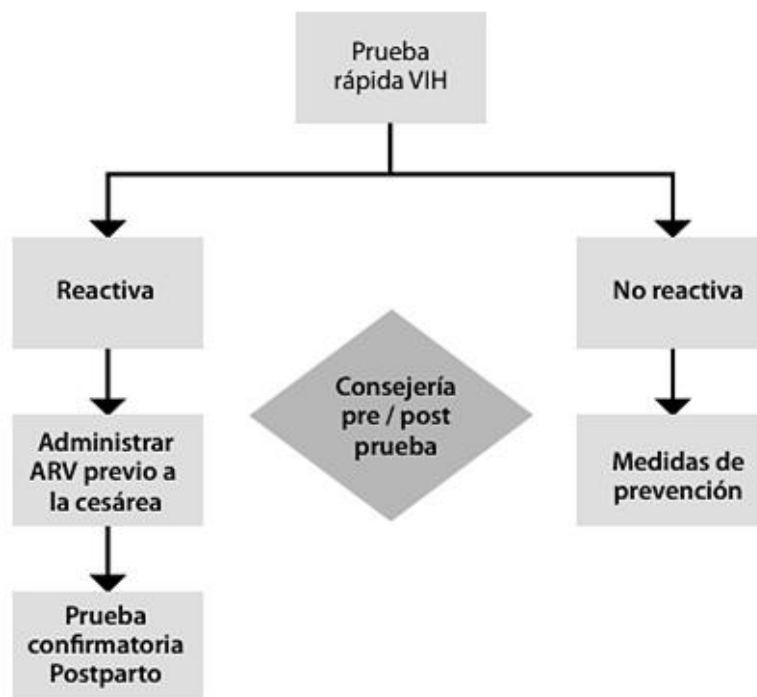 Prueba
rápida VIH
Reactiva
No reactiva
Consejería
pre / post
prueba
Administrar
ARV previo a
la cesárea
Medidas de
prevención
Prueba
confirmatoria
Postparto